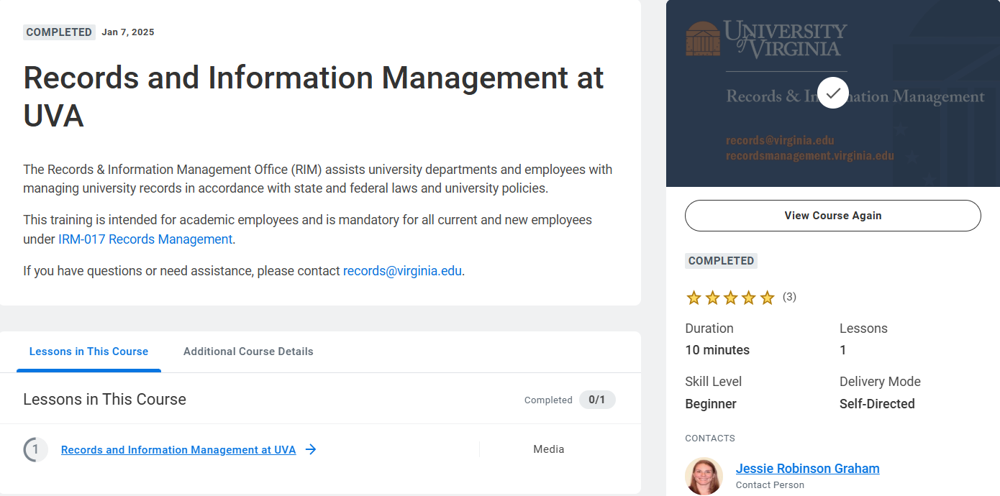 COMPLETED Jan 7, 2025
Records and Information Management at
UVA
The Records & Information Management Office (RIM) assists university departments and employees with
managing university records in accordance with state and federal laws and university policies.
This training is intended for academic employees and is mandatory for all current and new employees
under IRM-017 Records Management.
If you have questions or need assistance, please contact records@virginia.edu.
Lessons in This Course
Additional Course Details
Lessons in This Course
Completed 0/1
1 Records and Information Management at UVA → Media
UNIVERSITY
of VIRGINIA
Records & In mation Management
records@virginia.edu
recordsmanagement.virginia.edu
View Course Again
COMPLETED
(3)
Duration
10 minutes
Lessons
1
Skill Level
Beginner
Delivery Mode
Self-Directed
CONTACTS
Jessie Robinson Graham
Contact Person